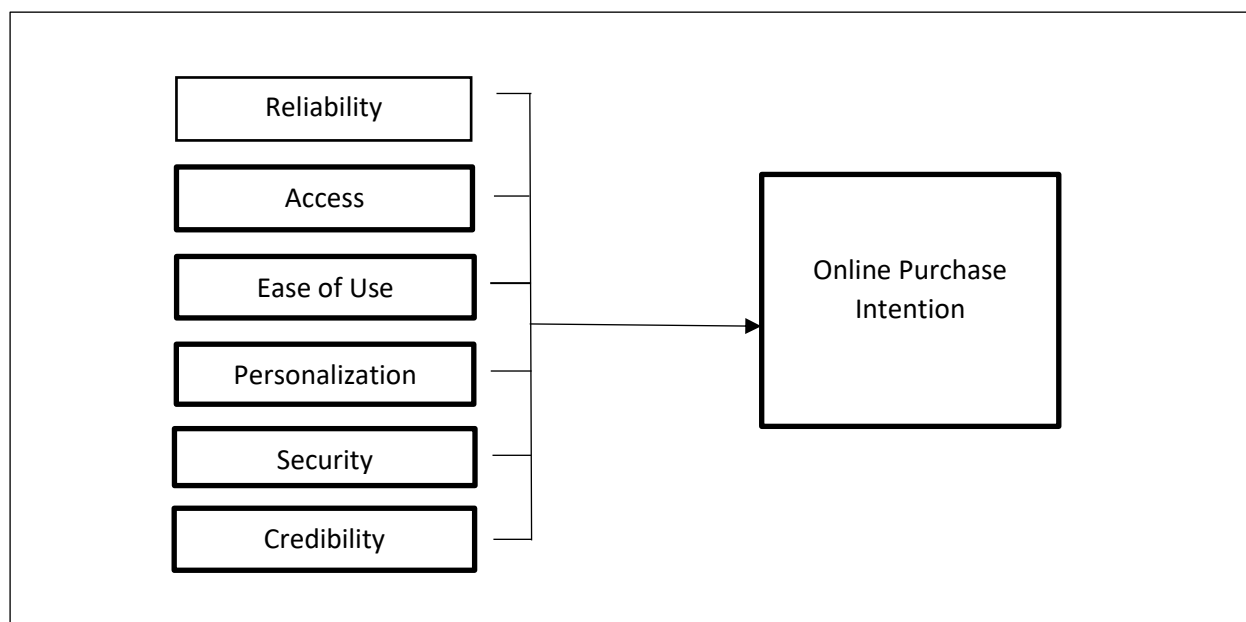 Reliability
Access
Ease of Use
Personalization
Security
Credibility
Online Purchase
Intention